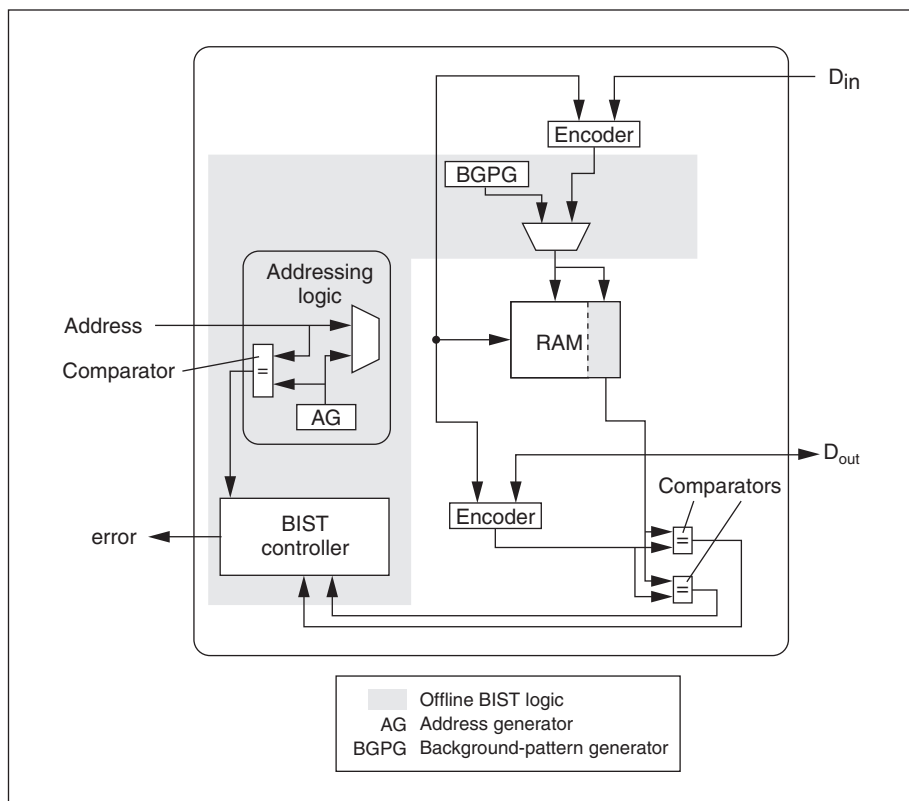 D_in
Encoder
BGPG
Addressing
logic
Address
RAM
Comparator
=
AG
D_out
Comparators
Encoder
=
BIST
controller
error
=
Offline BIST logic
AG Address generator
BGPG Background-pattern generator